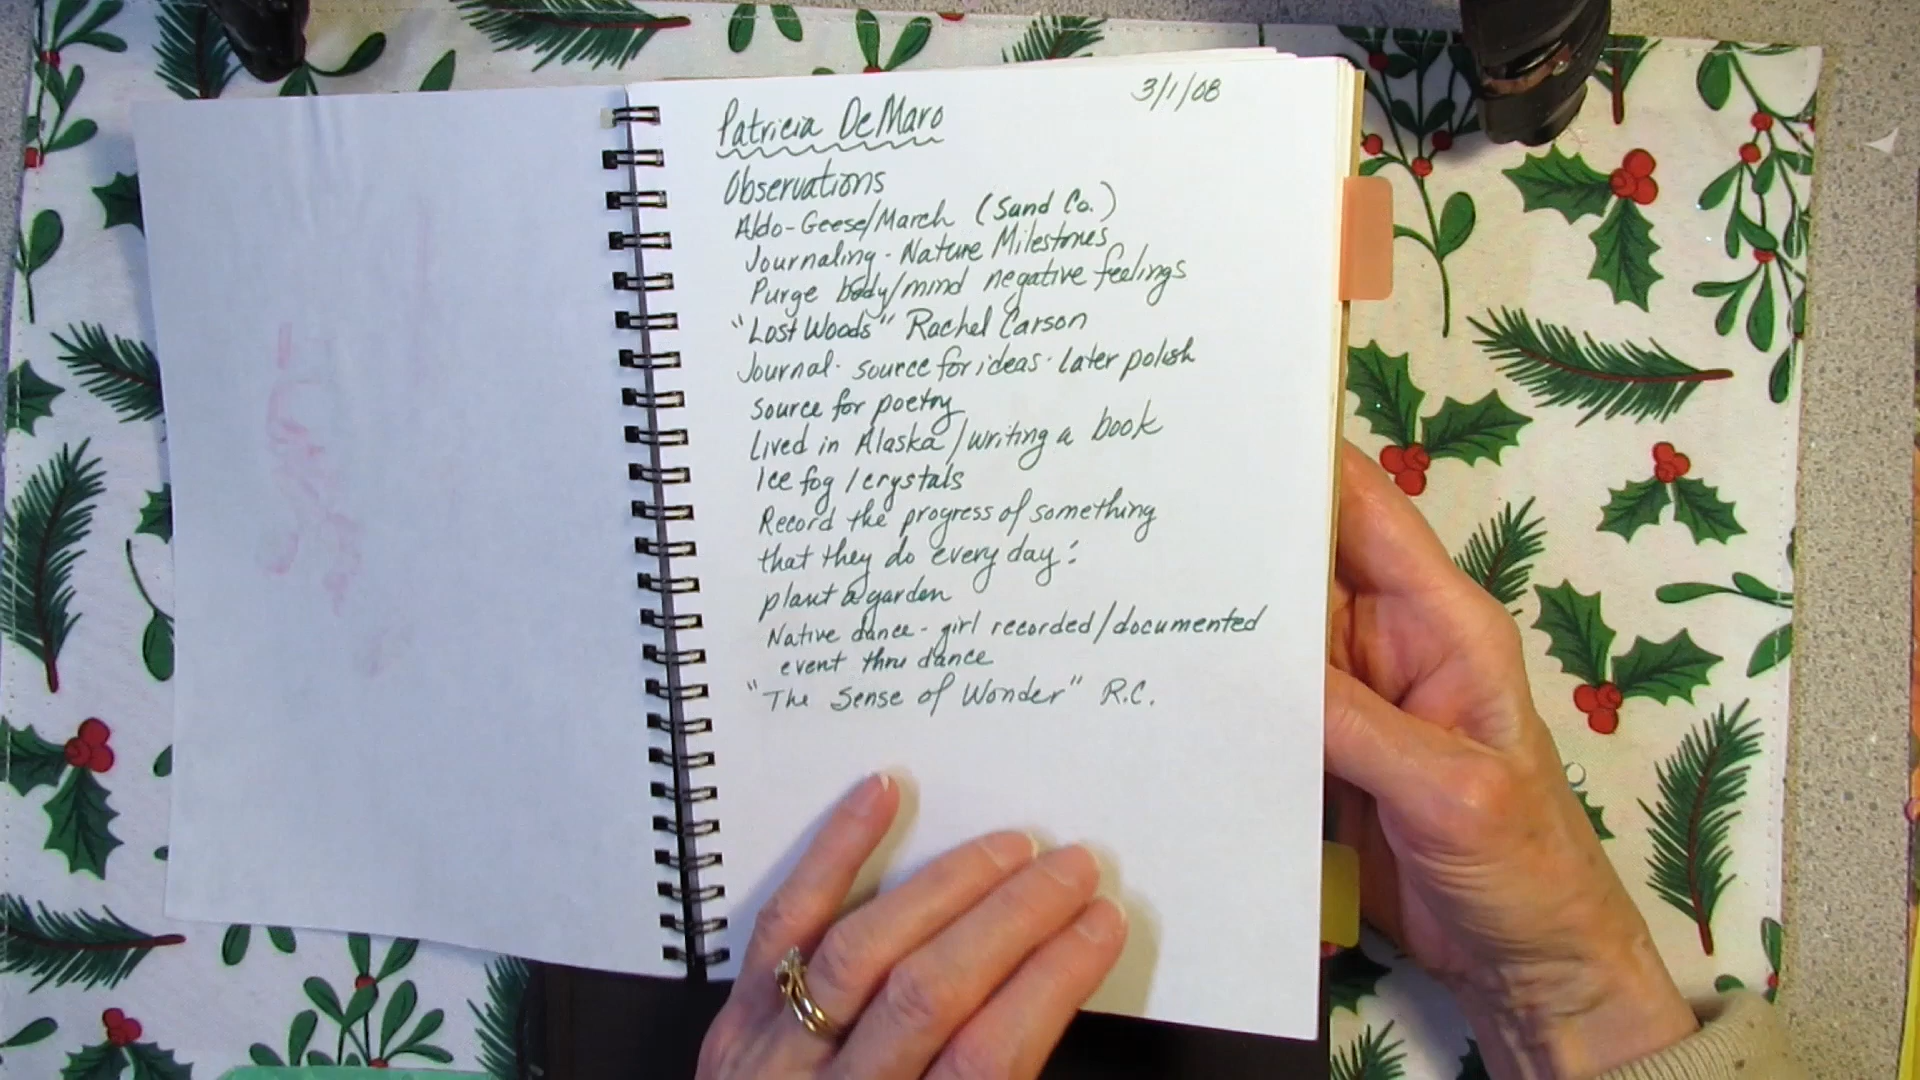 3/1/08
Patricia DeMaro
Observations
Aldo-Geese/March (Sand Co.)
Journaling - Nature Milestones
Purge body/mind negative feelings
"Lost Woods" Rachel Carson
Journal - source for ideas - later polish
source for poetry
Lived in Alaska/writing a book
Ice fog/crystals
Record the progress of something
that they do every day:
plant a garden
Native dance - girl recorded/documented
event thru dance
"The Sense of Wonder" R.C.